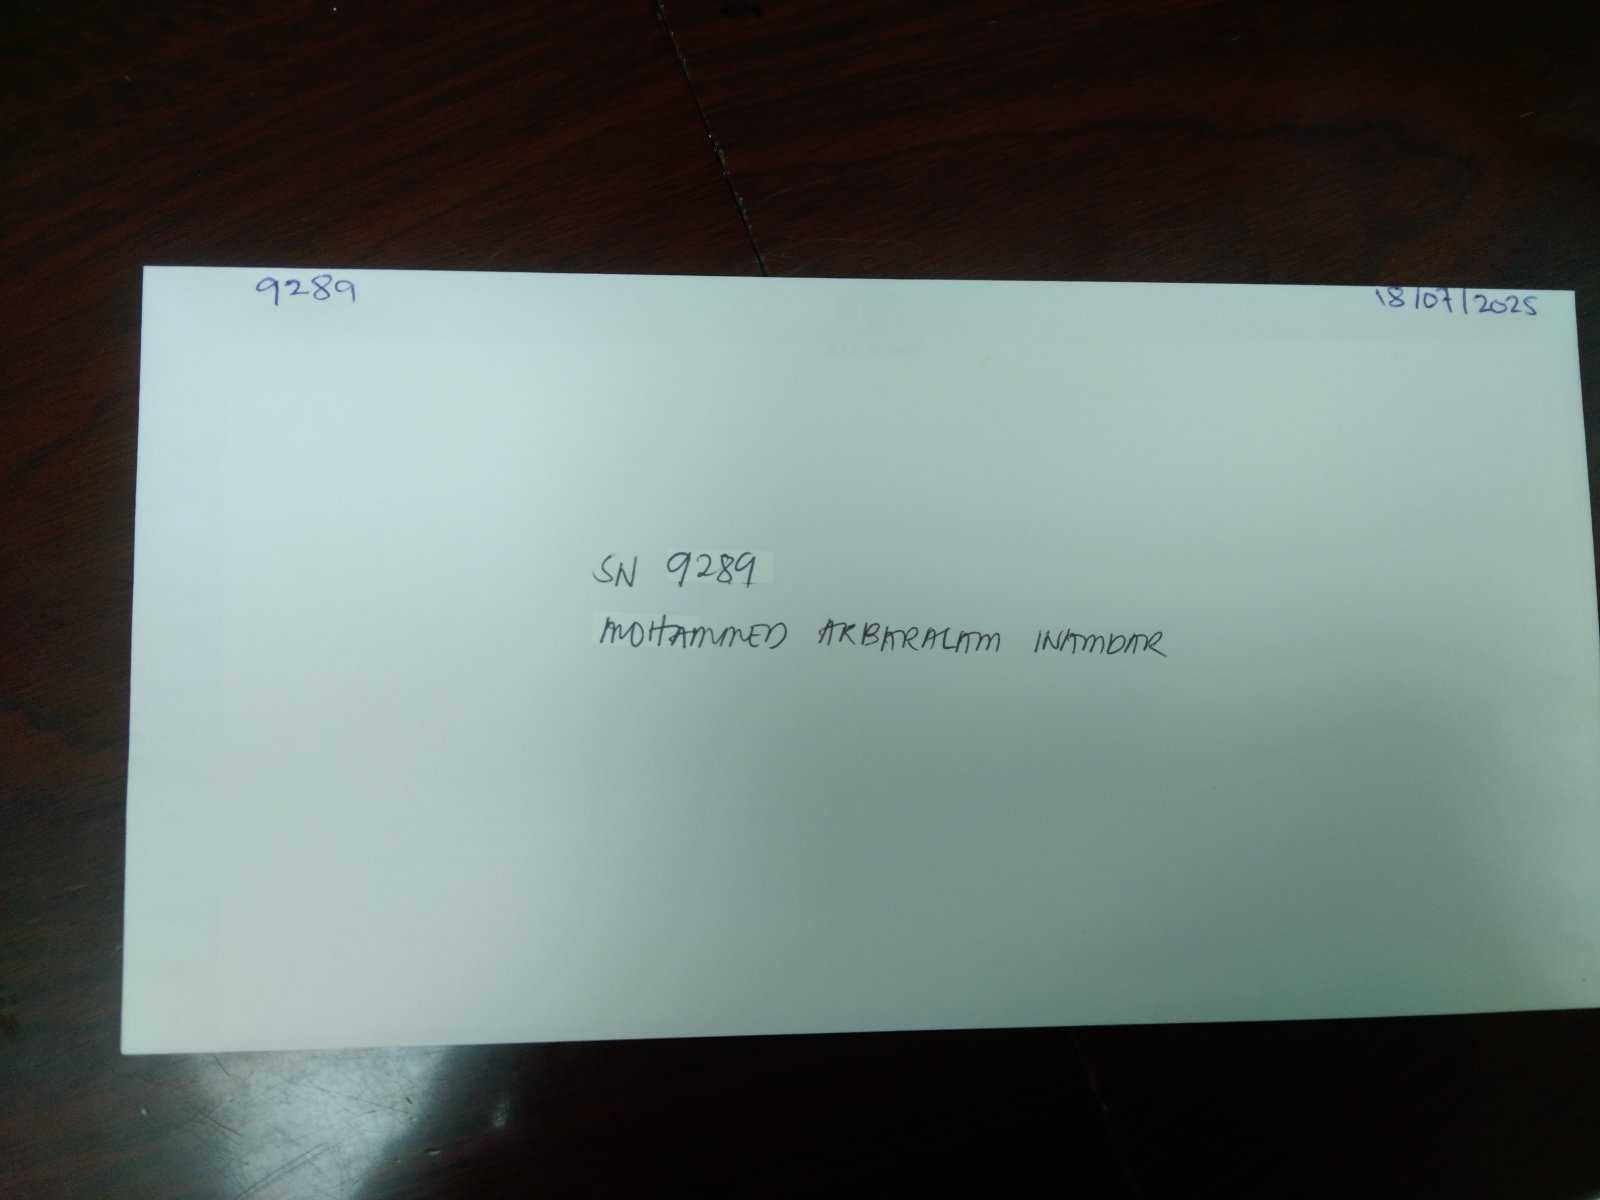 9289 18/07/2025
SN 9289
MOHAMMED AKBARALAM INAMDAR